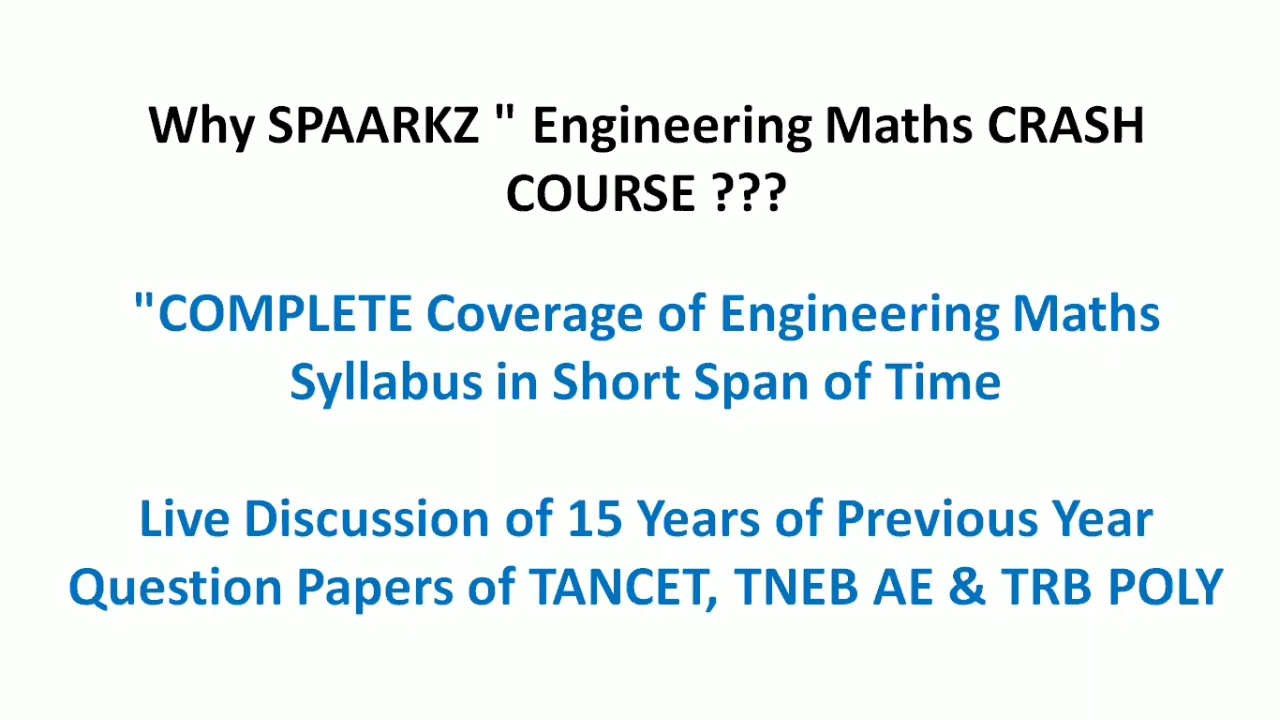 Why SPAARKZ " Engineering Maths CRASH
COURSE ???
"COMPLETE Coverage of Engineering Maths
Syllabus in Short Span of Time
Live Discussion of 15 Years of Previous Year
Question Papers of TANCET, TNEB AE & TRB POLY